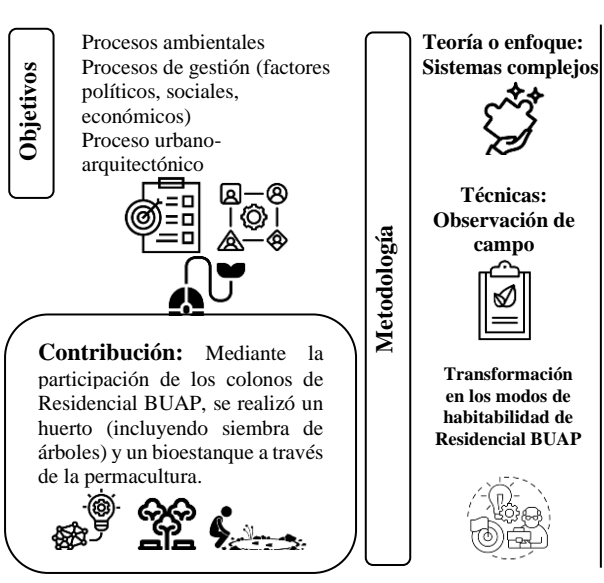 Objetivos
Procesos ambientales
Procesos de gestión (factores
políticos, sociales,
económicos)
Proceso urbano-
arquitectónico
Contribución: Mediante la
participación de los colonos de
Residencial BUAP, se realizó un
huerto (incluyendo siembra de
árboles) y un bioestanque a través
de la permacultura.
Metodología
Teoría o enfoque:
Sistemas complejos
Técnicas:
Observación de
campo
Transformación
en los modos de
habitabilidad de
Residencial BUAP